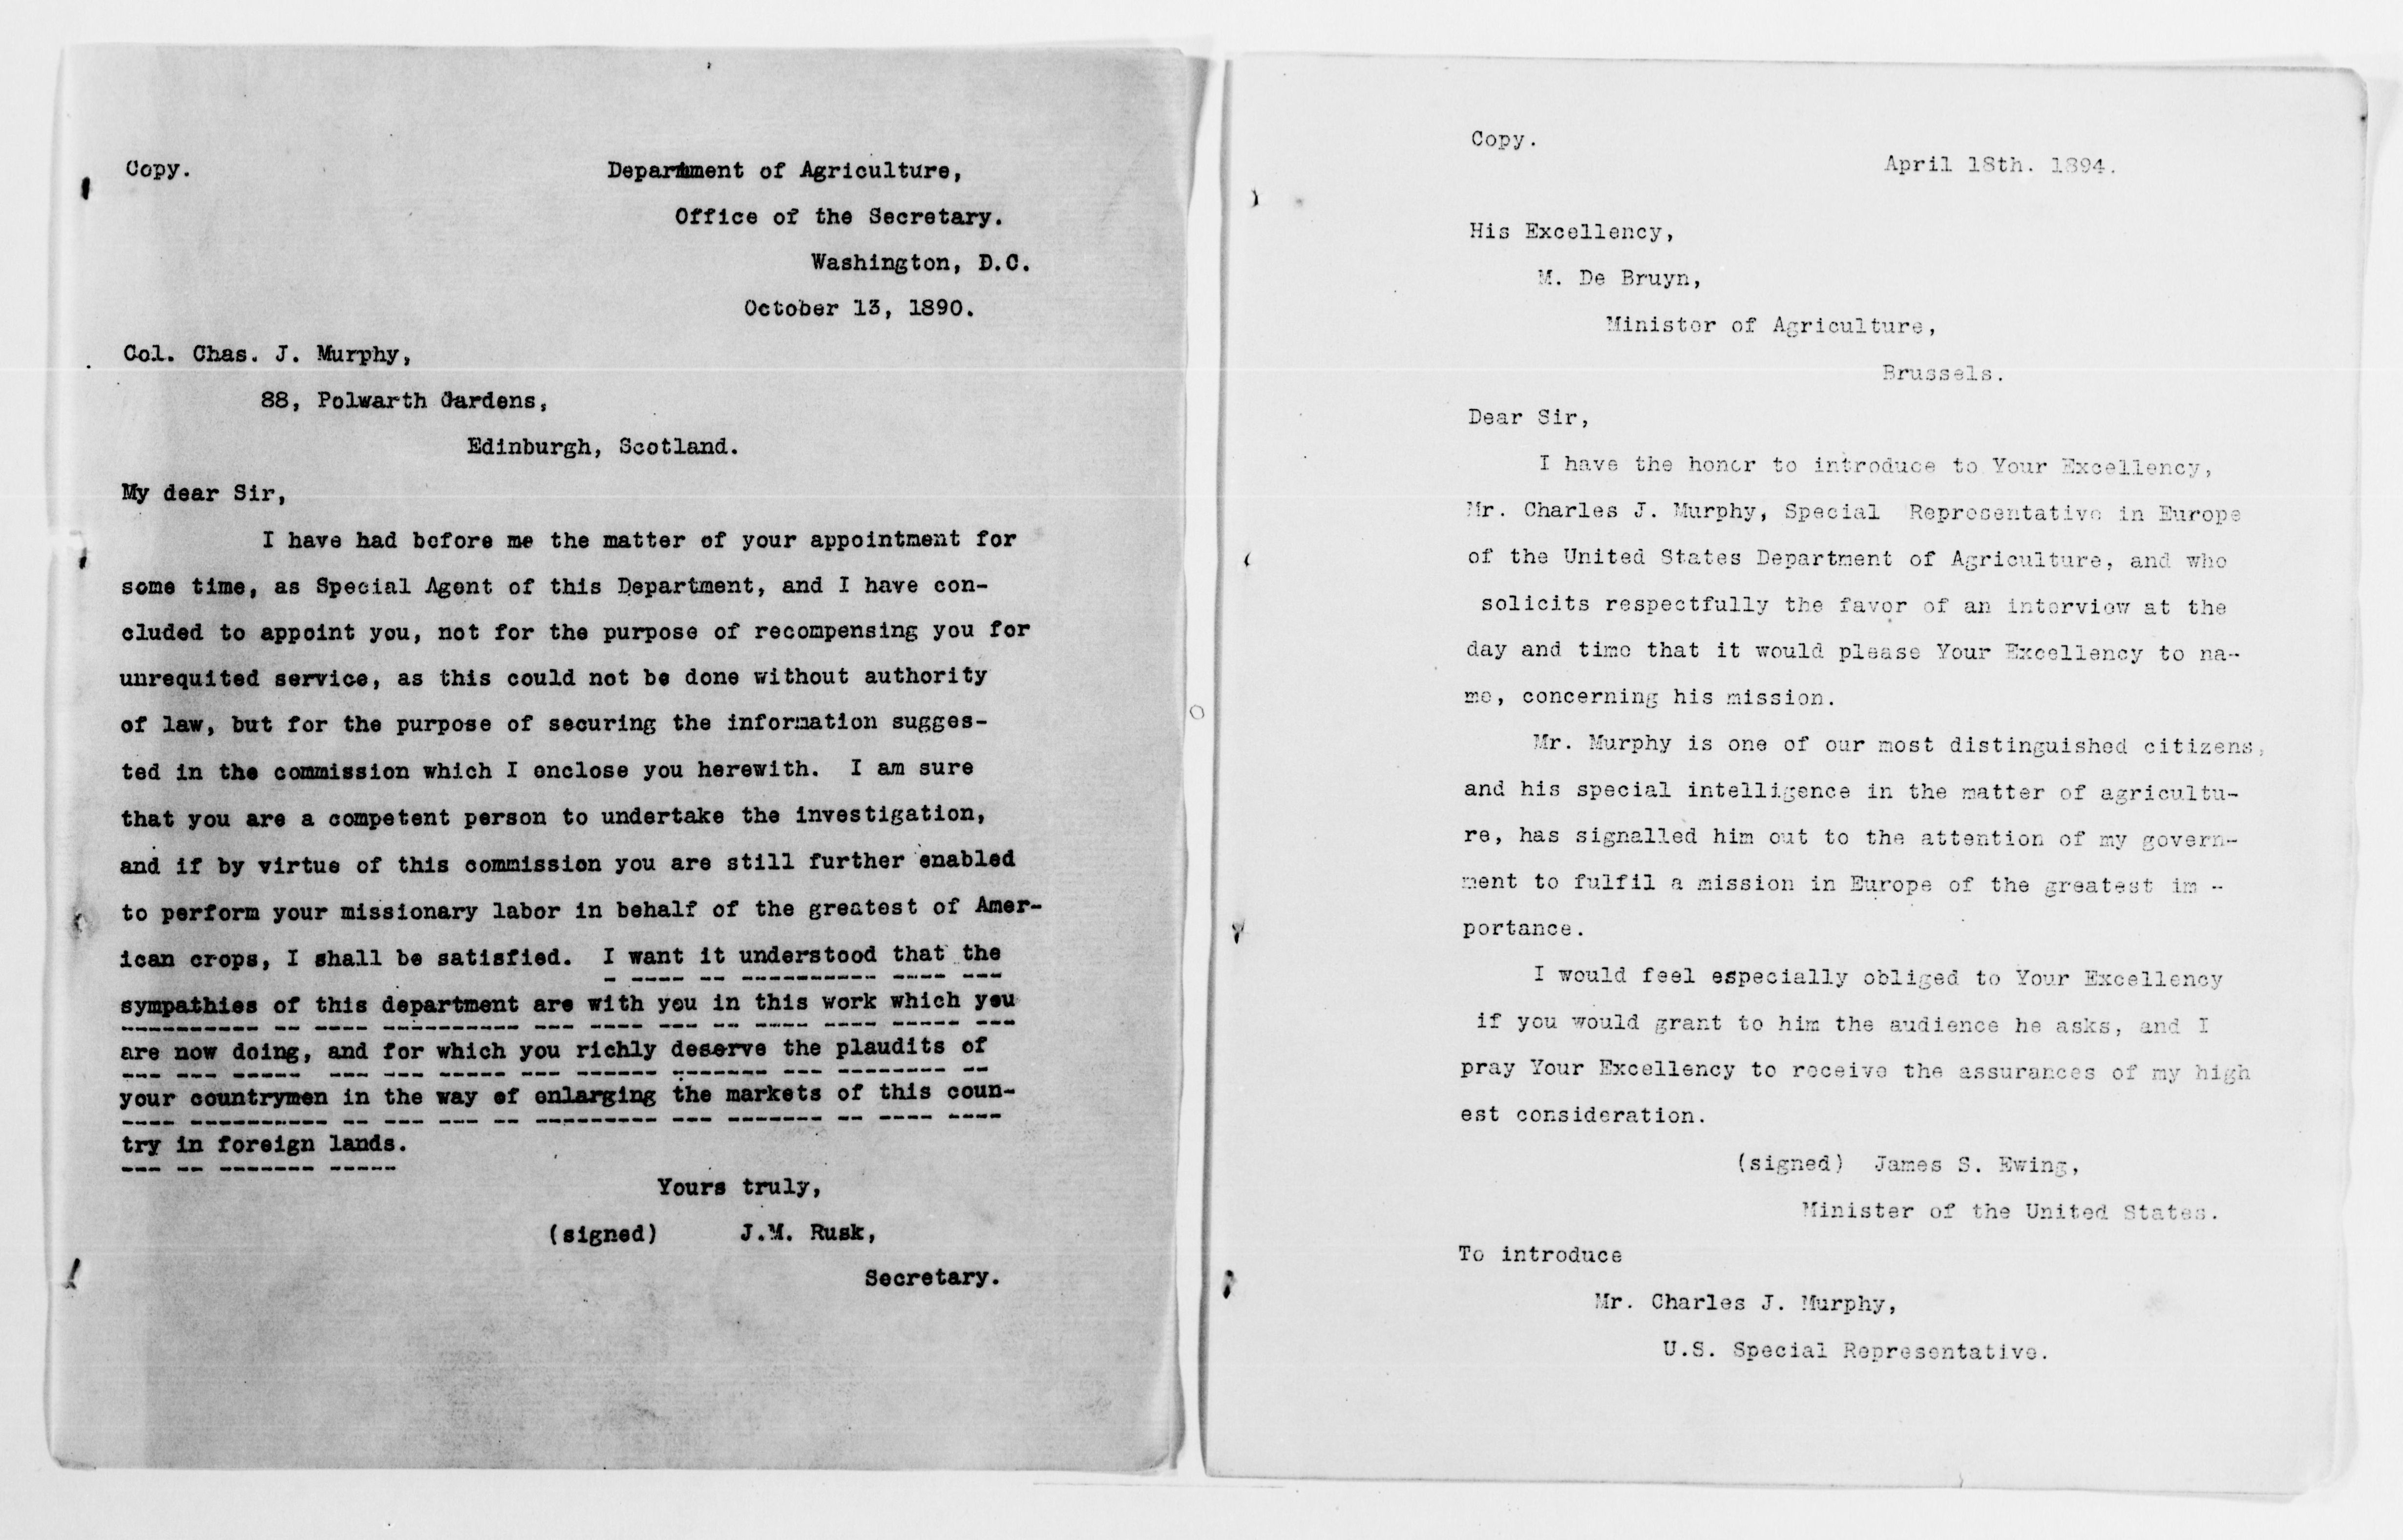 Copy.
Department of Agriculture,
Office of the Secretary.
Washington, D.C.
October 13, 1890.
Col. Chas. J. Murphy,
88, Polwarth Gardens,
Edinburgh, Scotland.
My dear Sir,
I have had before me the matter of your appointment for
some time, as Special Agent of this Department, and I have con-
cluded to appoint you, not for the purpose of recompensing you for
unrequited service, as this could not be done without authority
of law, but for the purpose of securing the information sugges-
ted in the commission which I enclose you herewith. I am sure
that you are a competent person to undertake the investigation,
and if by virtue of this commission you are still further enabled
to perform your missionary labor in behalf of the greatest of Amer-
ican crops, I shall be satisfied. I want it understood that the
sympathies of this department are with you in this work which you
are now doing, and for which you richly deserve the plaudits of
your countrymen in the way of enlarging the markets of this coun-
try in foreign lands.
Yours truly,
(signed) J.M. Rusk,
Secretary.
Copy.
April 18th. 1894.
His Excellency,
M. De Bruyn,
Minister of Agriculture,
Brussels.
Dear Sir,
I have the honor to introduce to Your Excellency,
Mr. Charles J. Murphy, Special Representative in Europe
of the United States Department of Agriculture, and who
solicits respectfully the favor of an interview at the
day and time that it would please Your Excellency to na-
me, concerning his mission.
Mr. Murphy is one of our most distinguished citizens,
and his special intelligence in the matter of agricultu-
re, has signalled him out to the attention of my govern-
ment to fulfil a mission in Europe of the greatest im -
portance.
I would feel especially obliged to Your Excellency
if you would grant to him the audience he asks, and I
pray Your Excellency to receive the assurances of my high
est consideration.
(signed) James S. Ewing,
Minister of the United States.
To introduce
Mr. Charles J. Murphy,
U.S. Special Representative.